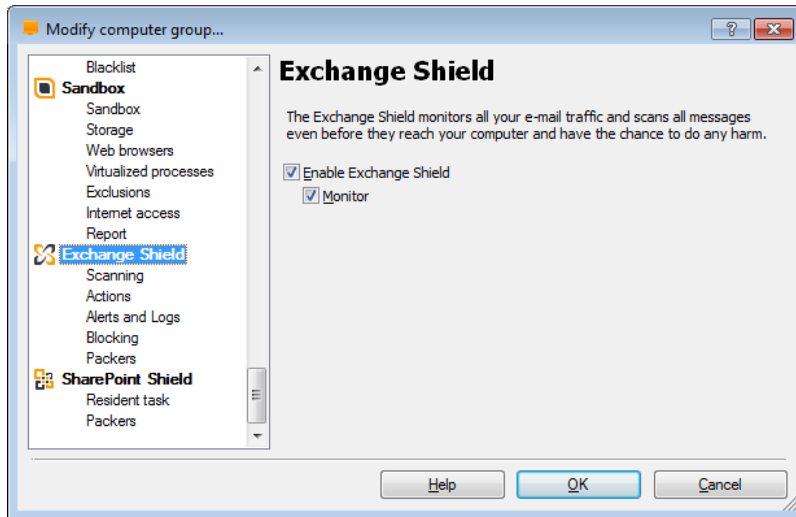 Modify computer group...
Blacklist
Sandbox
Sandbox
Storage
Web browsers
Virtualized processes
Exclusions
Internet access
Report
Exchange Shield
Scanning
Actions
Alerts and Logs
Blocking
Packers
SharePoint Shield
Resident task
Packers
Exchange Shield
The Exchange Shield monitors all your e-mail traffic and scans all messages
even before they reach your computer and have the chance to do any harm.
Enable Exchange Shield
Monitor
Help
OK
Cancel